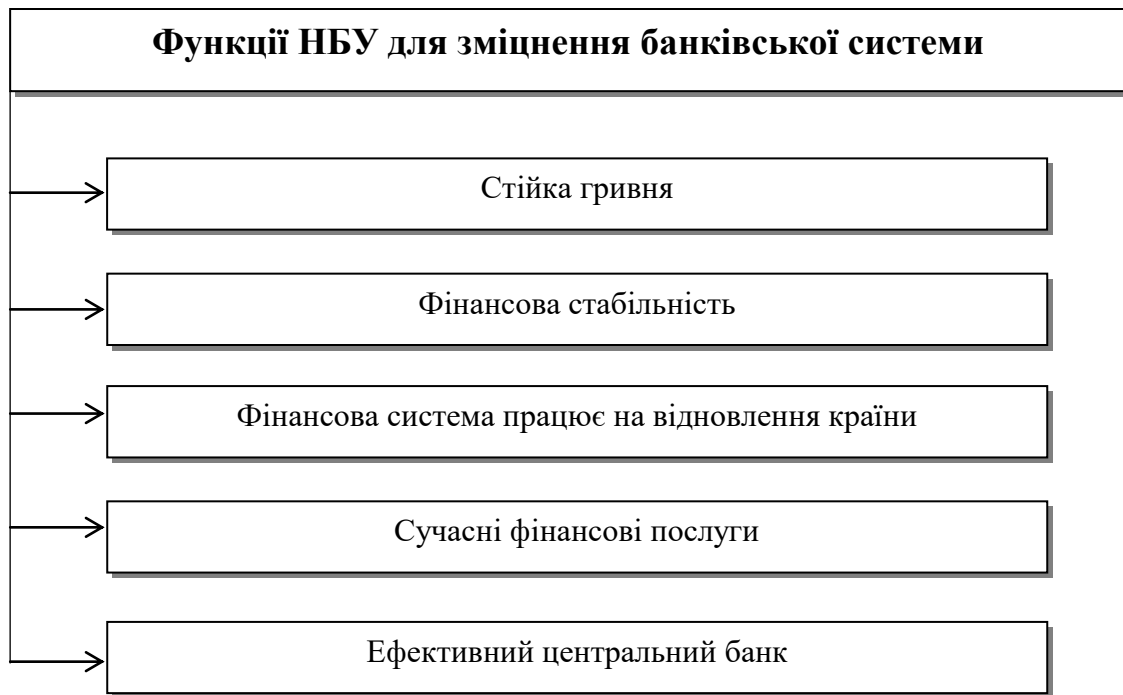 Функції НБУ для зміцнення банківської системи
Стійка гривня
Фінансова стабільність
Фінансова система працює на відновлення країни
Сучасні фінансові послуги
Ефективний центральний банк